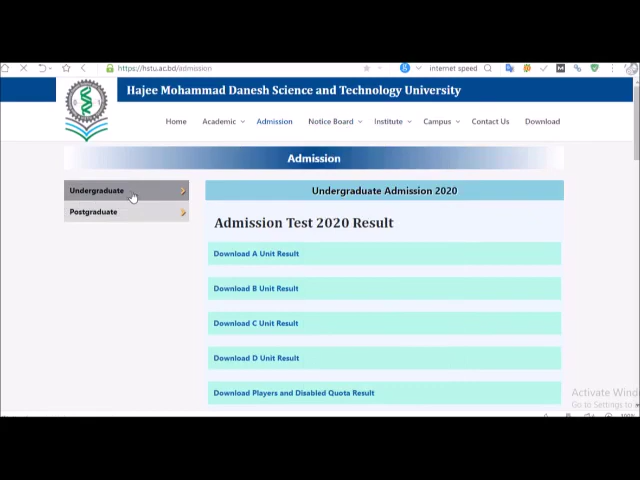 https://hstu.ac.bd/admission
internet speed
Hajee Mohammad Danesh Science and Technology University
Home Academic Admission Notice Board Institute Campus Contact Us Download
Admission
Undergraduate
Postgraduate
Undergraduate Admission 2020
Admission Test 2020 Result
Download A Unit Result
Download B Unit Result
Download C Unit Result
Download D Unit Result
Download Players and Disabled Quota Result
Activate Wind
Go to Settings to